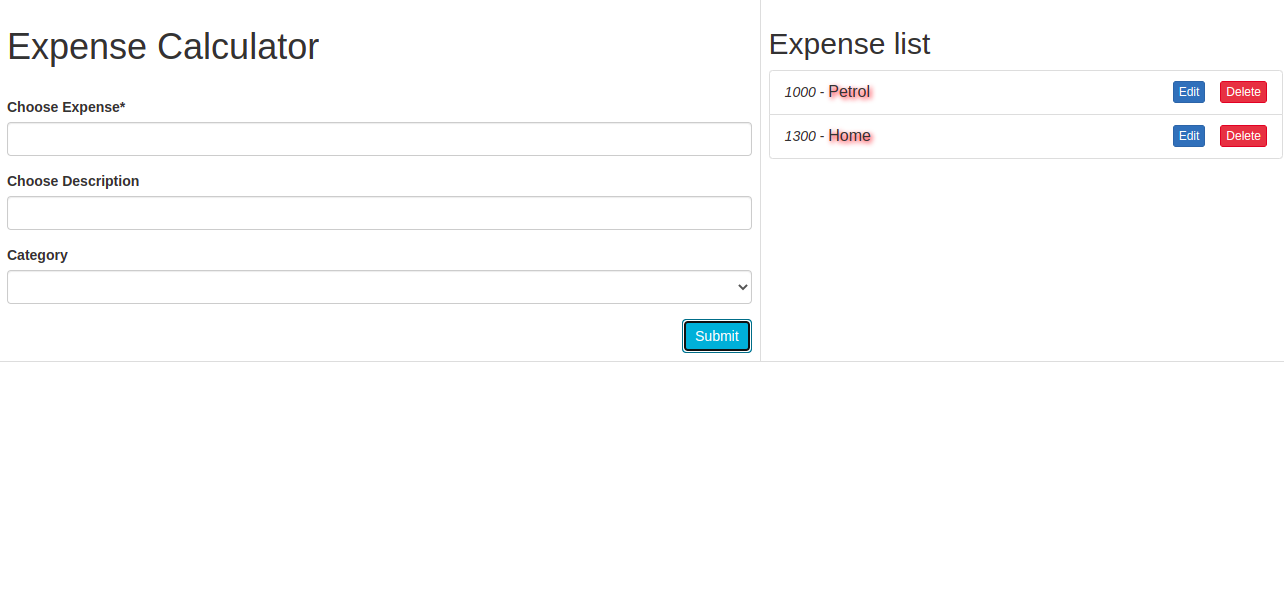 Expense Calculator
Choose Expense*
Choose Description
Category
Submit
Expense list
1000 - Petrol Edit Delete
1300 - Home Edit Delete